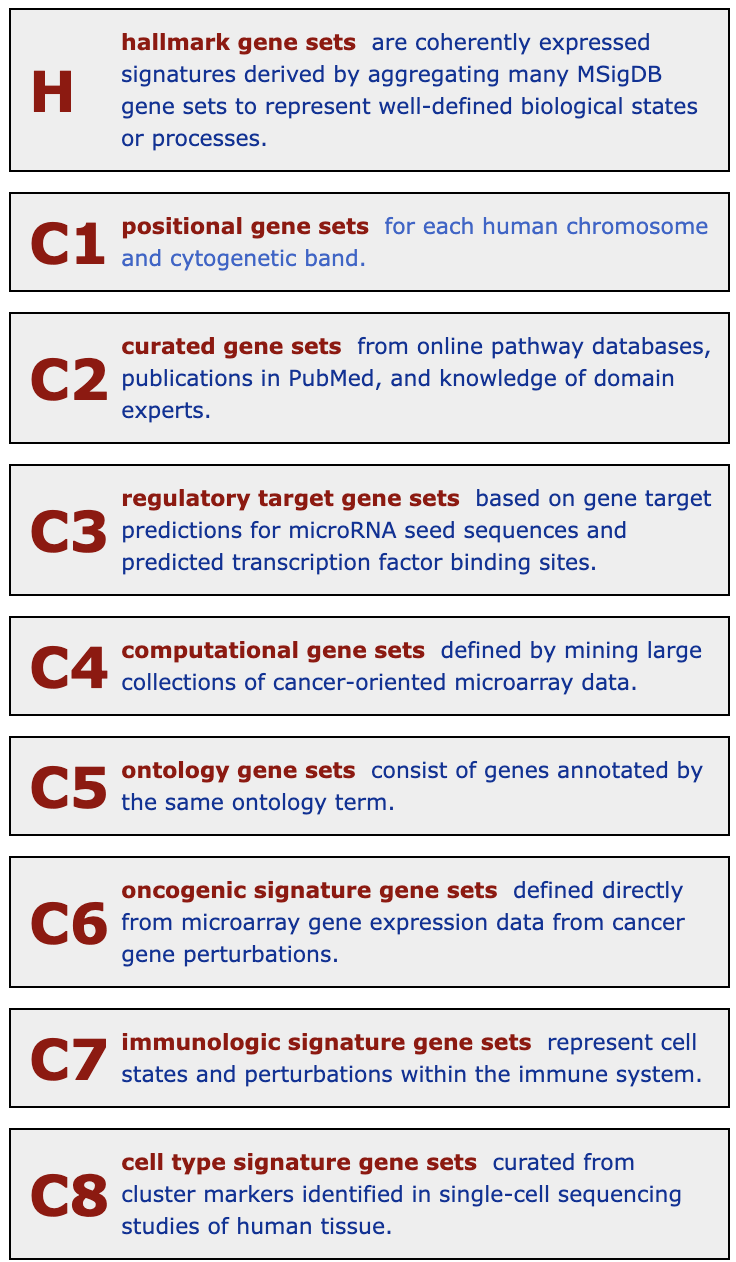 H
hallmark gene sets are coherently expressed
signatures derived by aggregating many MSigDB
gene sets to represent well-defined biological states
or processes.
C1
positional gene sets for each human chromosome
and cytogenetic band.
C2
curated gene sets from online pathway databases,
publications in PubMed, and knowledge of domain
experts.
C3
regulatory target gene sets based on gene target
predictions for microRNA seed sequences and
predicted transcription factor binding sites.
C4
computational gene sets defined by mining large
collections of cancer-oriented microarray data.
C5
ontology gene sets consist of genes annotated by
the same ontology term.
C6
oncogenic signature gene sets defined directly
from microarray gene expression data from cancer
gene perturbations.
C7
immunologic signature gene sets represent cell
states and perturbations within the immune system.
C8
cell type signature gene sets curated from
cluster markers identified in single-cell sequencing
studies of human tissue.